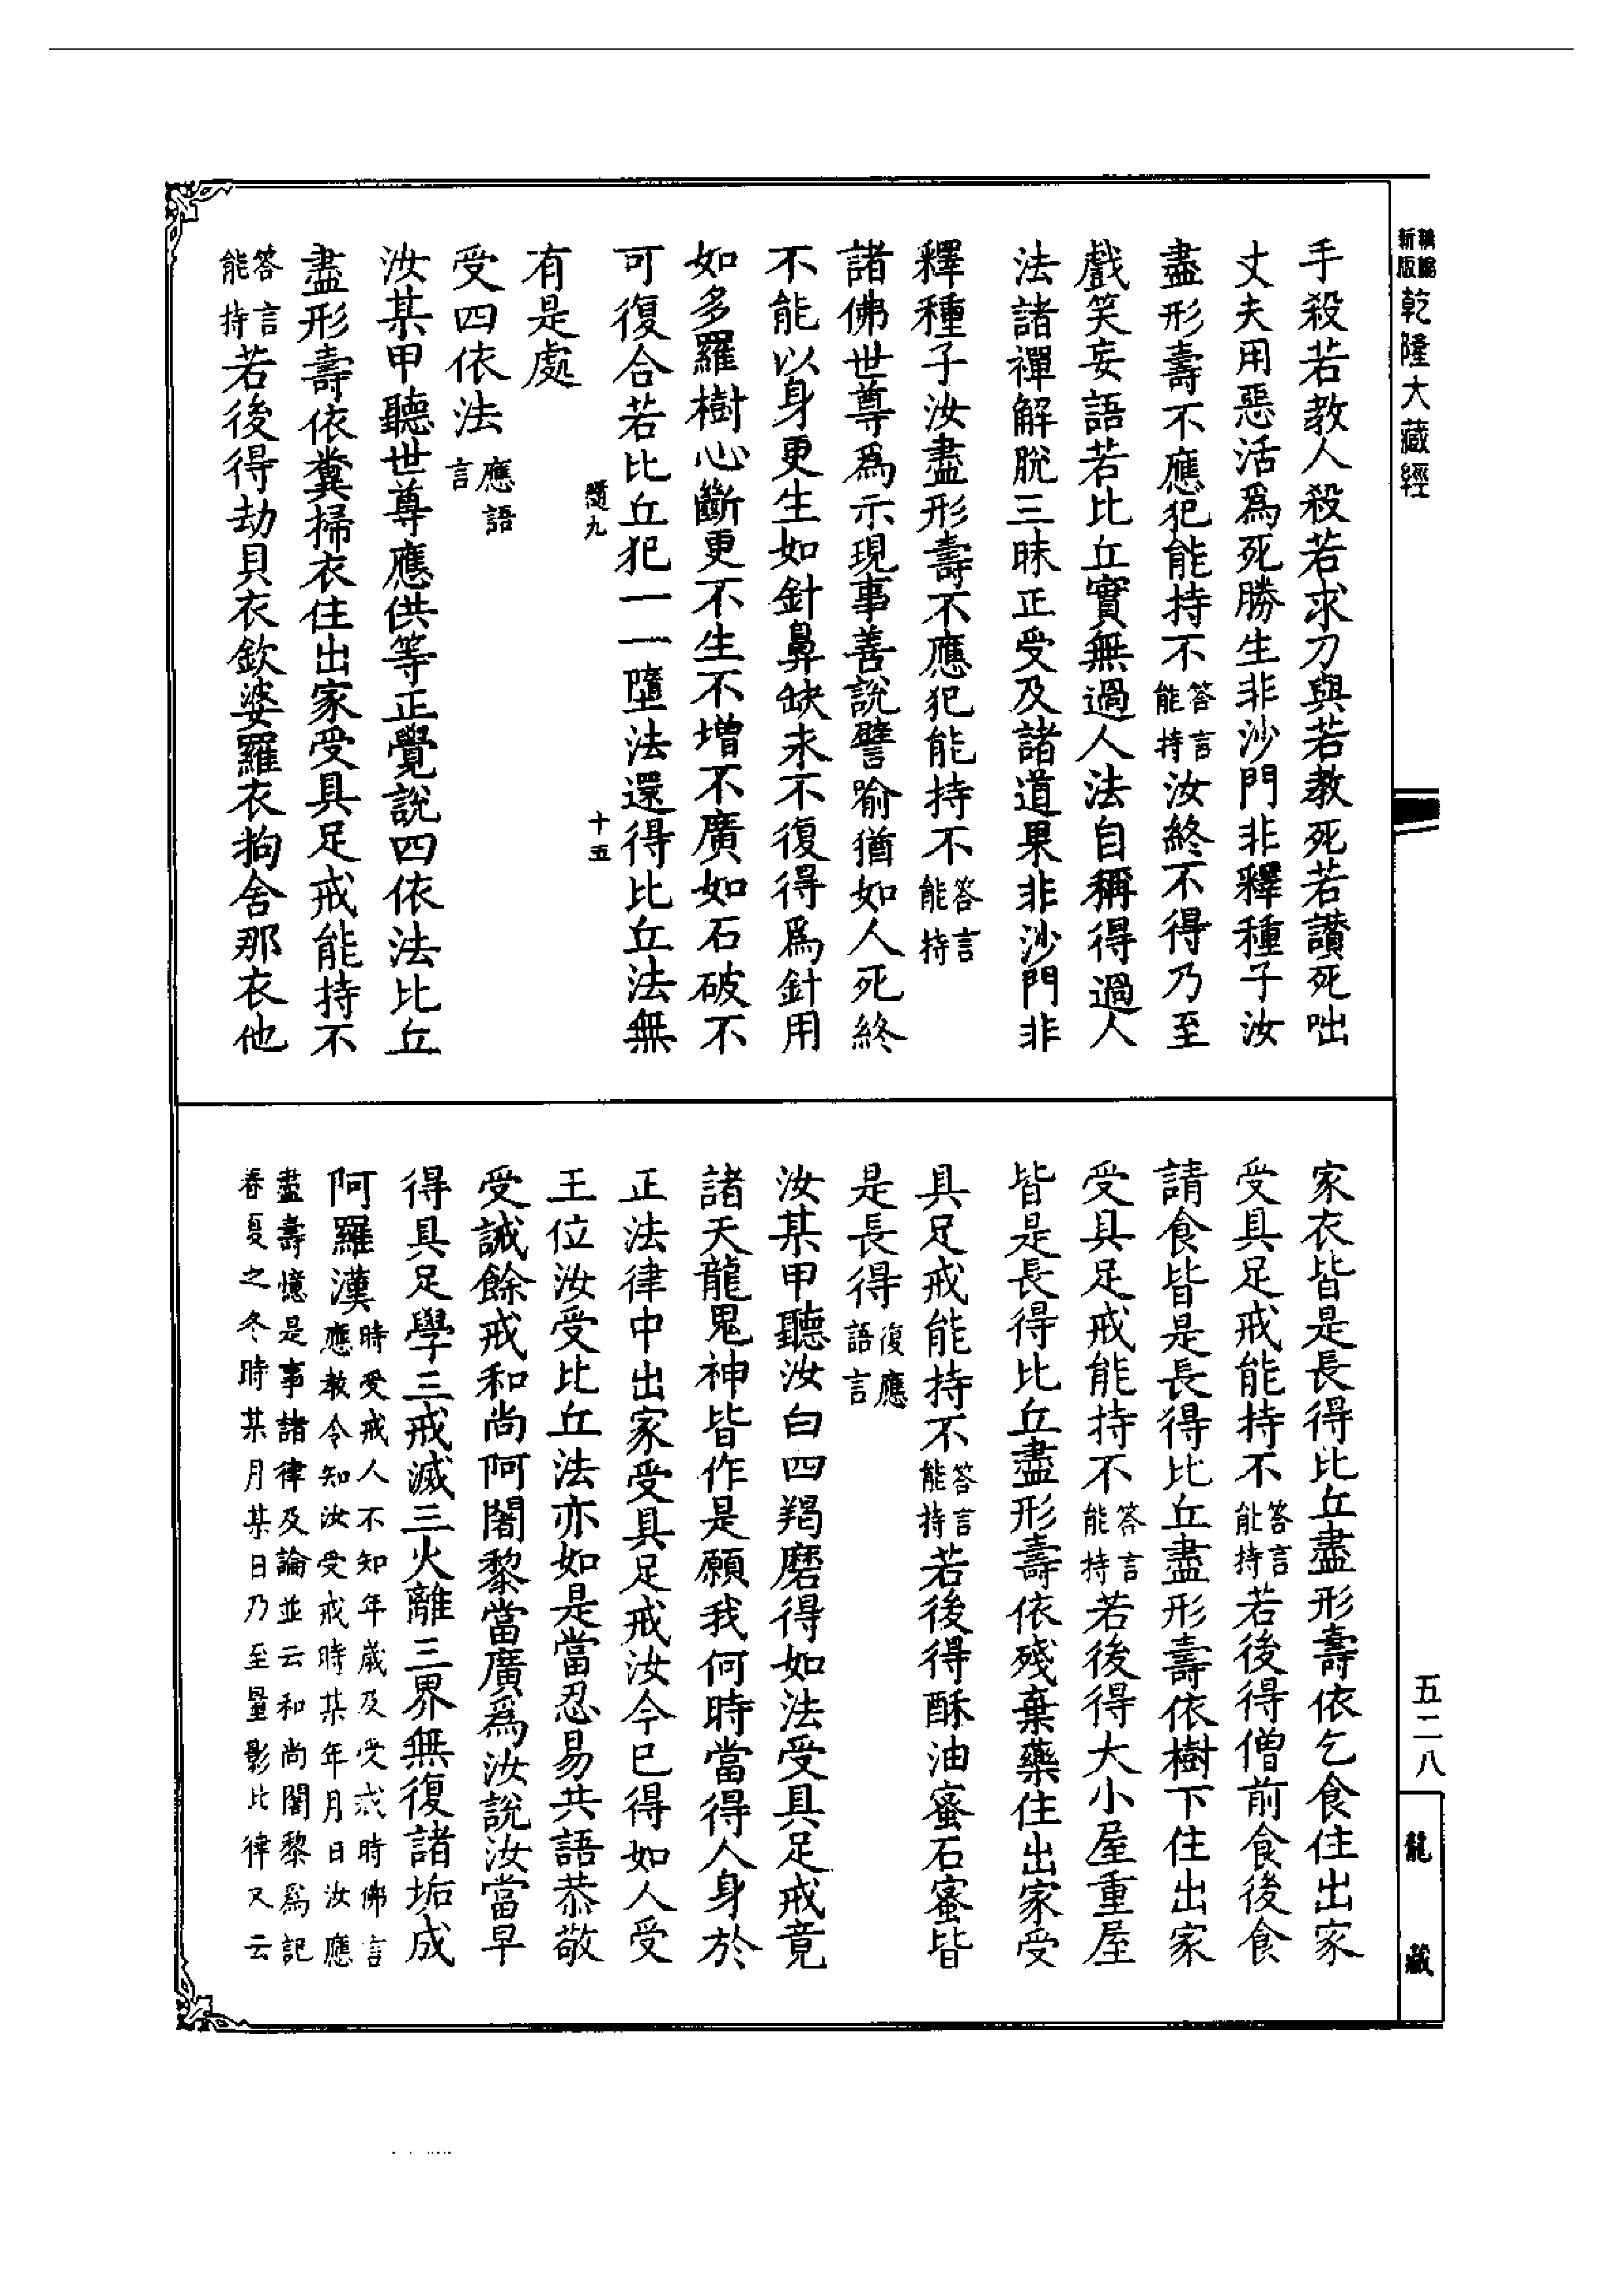 新版精編乾隆大藏經
手殺若教人殺若求刀與若教死若讚死咄
丈夫用惡活爲死勝生非沙門非釋種子汝
盡形壽不應犯能持不答言能持汝終不得乃至
戲笑妄語若比丘實無過人法自稱得過人
法諸禪解脫三昧正受及諸道果非沙門非
釋種子汝盡形壽不應犯能持不答言能持
諸佛世尊爲示現事善說譬喻猶如人死終
不能以身更生如針鼻缺末不復得爲針用
如多羅樹心斷更不生不增不廣如石破不
可復合若比丘犯一一墮法還得比丘法無
隨九 十五
有是處
受四依法應語言
汝某甲聽世尊應供等正覺說四依法比丘
盡形壽依糞掃衣住出家受具足戒能持不
答言能持若後得劫貝衣欽婆羅衣拘舍那衣他
家衣皆是長得比丘盡形壽依乞食住出家
受具足戒能持不答言能持若後得僧前食後食
請食皆是長得比丘盡形壽依樹下住出家
受具足戒能持不答言能持若後得大小屋重屋
皆是長得比丘盡形壽依殘棄藥住出家受
具足戒能持不答言能持若後得酥油蜜石蜜皆
是長得復應語言
汝某甲聽汝白四羯磨得如法受具足戒竟
諸天龍鬼神皆作是願我何時當得人身於
正法律中出家受具足戒汝今已得如人受
王位汝受比丘法亦如是當忍易共語恭敬
受誡餘戒和尚阿闍黎當廣爲汝說汝當早
得具足學三戒滅三火離三界無復諸垢成
阿羅漢時受戒人不知年歲及受戒時佛言
應教令知汝受戒時某年月日汝應
盡壽憶是事諸律及論並云和尚闍黎爲記
春夏之冬時某月某日乃至量影比律又云
五二八
龍藏